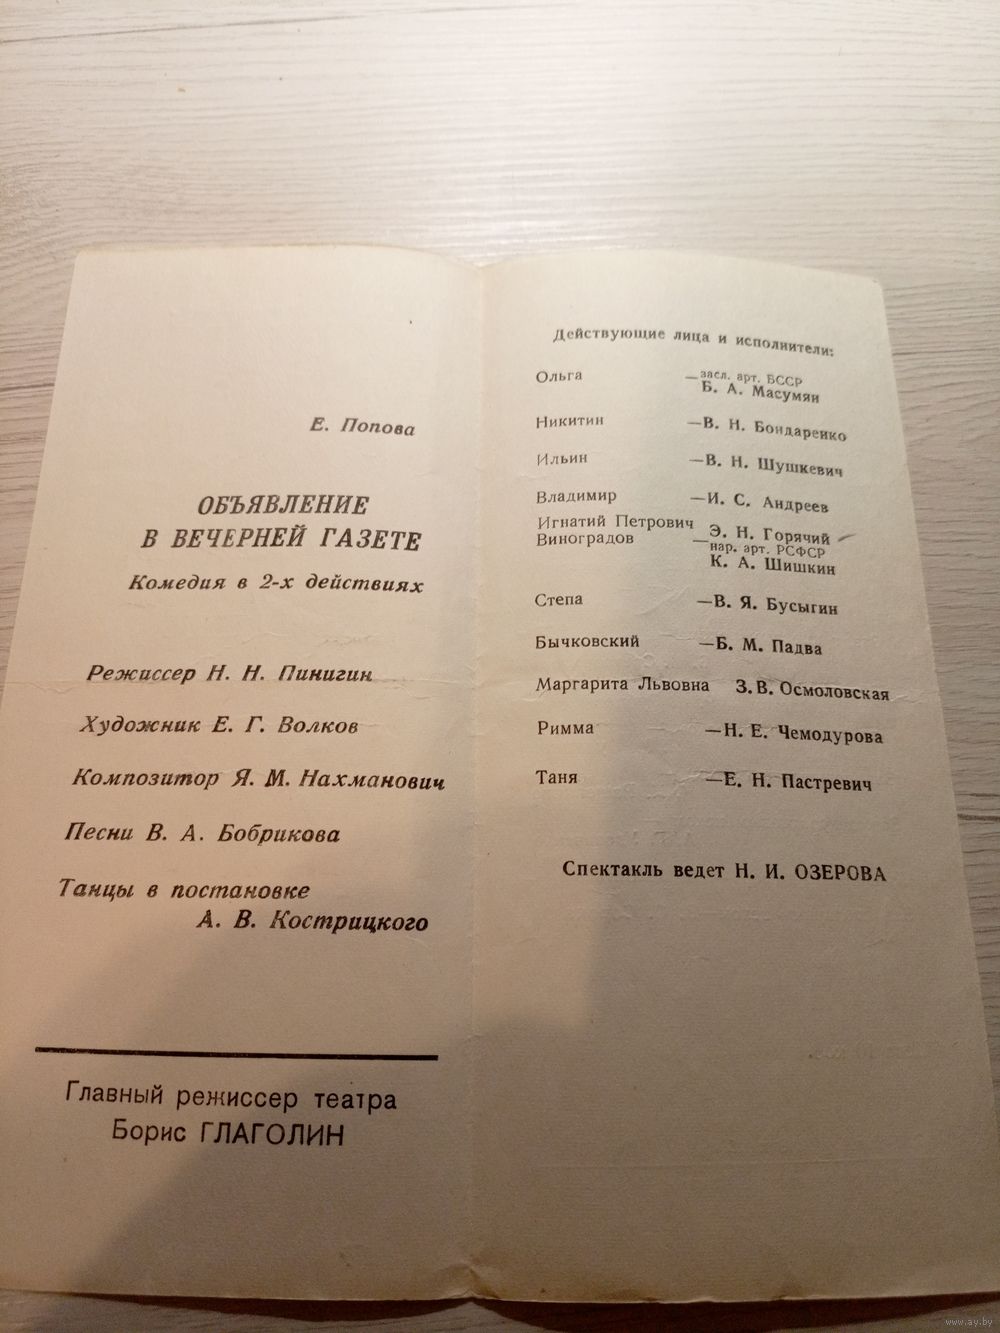 Е. Попова
ОБЪЯВЛЕНИЕ
В ВЕЧЕРНЕЙ ГАЗЕТЕ
Комедия в 2-х действиях
Режиссер Н. Н. Пинигин
Художник Е. Г. Волков
Композитор Я. М. Нахманович
Песни В. А. Бобрикова
Танцы в постановке
А. В. Кострицкого
Главный режиссер театра
Борис ГЛАГОЛИН
Действующие лица и исполнители:
засл. арт. БССР
Ольга — Б. А. Масумян
Никитин —В. Н. Бондаренко
Ильин —В. Н. Шушкевич
Владимир —И. С. Андреев
Игнатий Петрович Э. Н. Горячий
Виноградов — нар. арт. РСФСР
К. А. Шишкин
Степа —В. Я. Бусыгин
Бычковский —Б. М. Падва
Маргарита Львовна З. В. Осмоловская
Римма —Н. Е. Чемодурова
Таня —Е. Н. Пастревич
Спектакль ведет Н. И. ОЗЕРОВА
www.ay.by